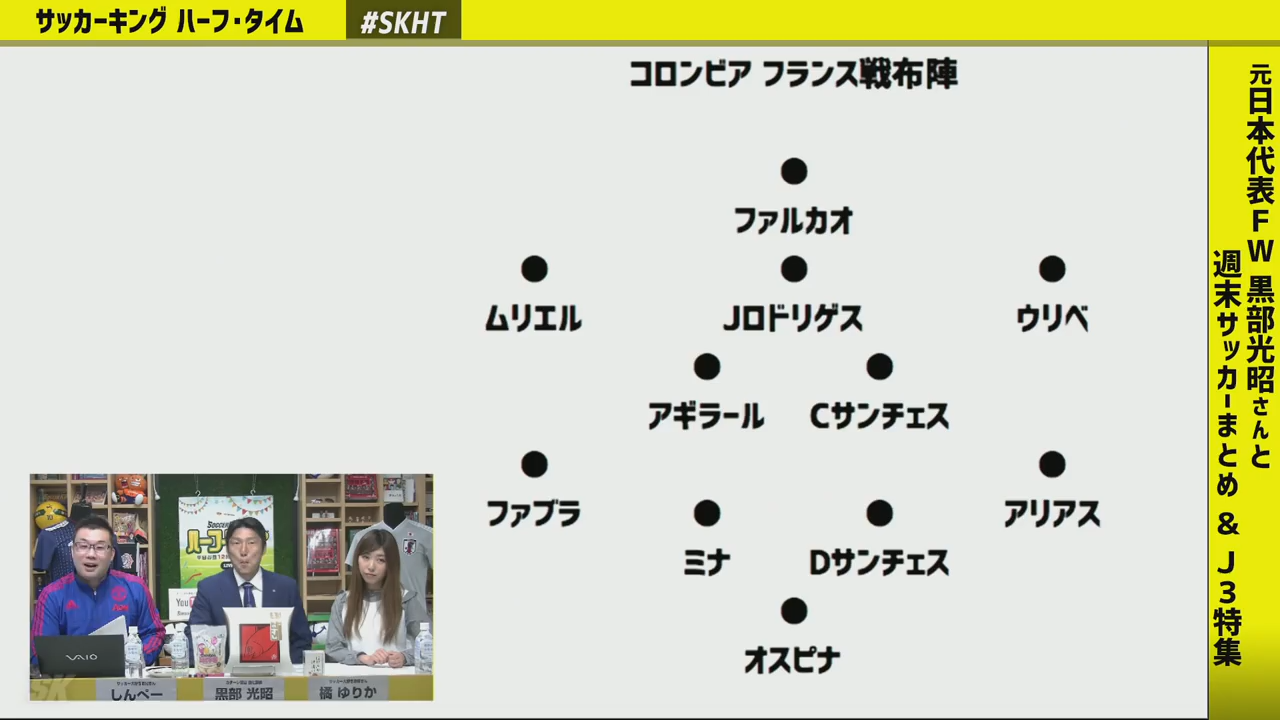 サッカーキング ハーフ・タイム
#SKHT
コロンビア フランス戦布陣
ファルカオ
ムリエル
Jロドリゲス
ウリベ
アギラール
Cサンチェス
ファブラ
アリアス
ミナ
Dサンチェス
オスピナ
元日本代表FW 黒部光昭さんと
週末サッカーまとめ & J3特集
VAIO
しんぺー
黒部 光昭
橘 ゆりか
SK